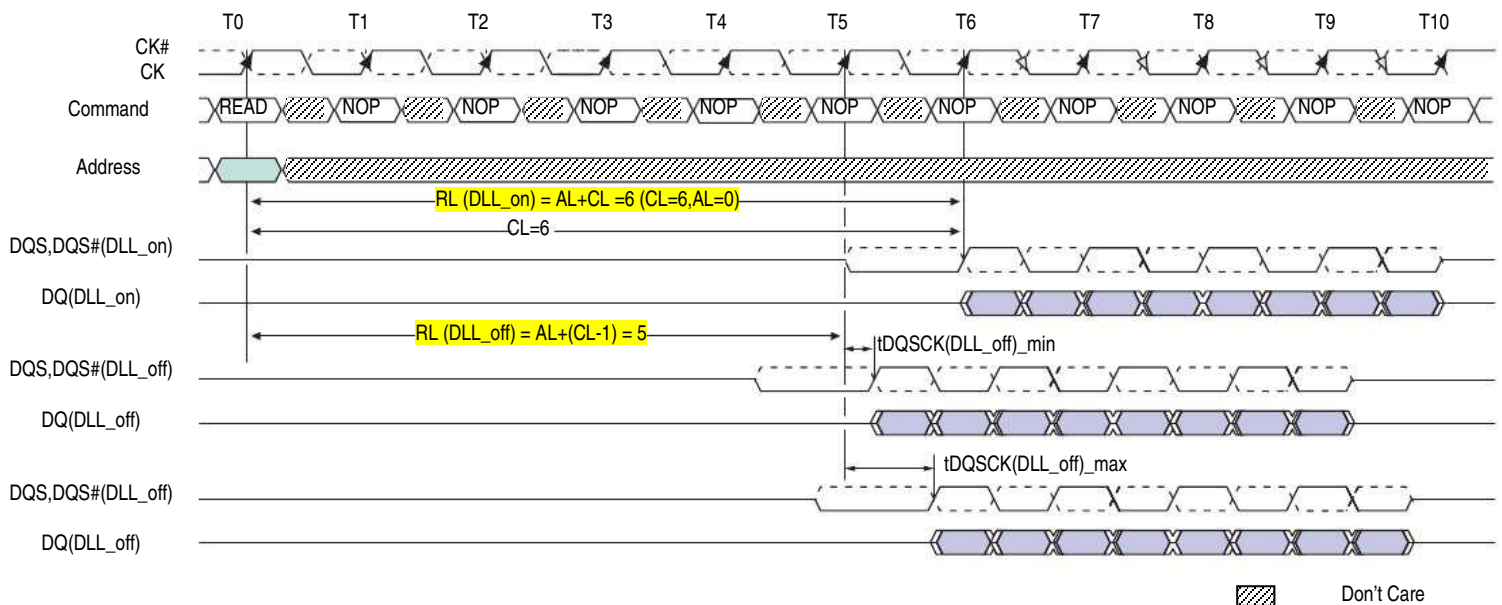 T0 T1 T2 T3 T4 T5 T6 T7 T8 T9 T10
CK#
CK
Command READ NOP NOP NOP NOP NOP NOP NOP NOP NOP NOP
Address
RL (DLL_on) = AL+CL =6 (CL=6,AL=0)
CL=6
DQS,DQS#(DLL_on)
DQ(DLL_on)
RL (DLL_off) = AL+(CL-1) = 5
tDQSCK(DLL_off)_min
DQS,DQS#(DLL_off)
DQ(DLL_off)
tDQSCK(DLL_off)_max
DQS,DQS#(DLL_off)
DQ(DLL_off)
Don't Care